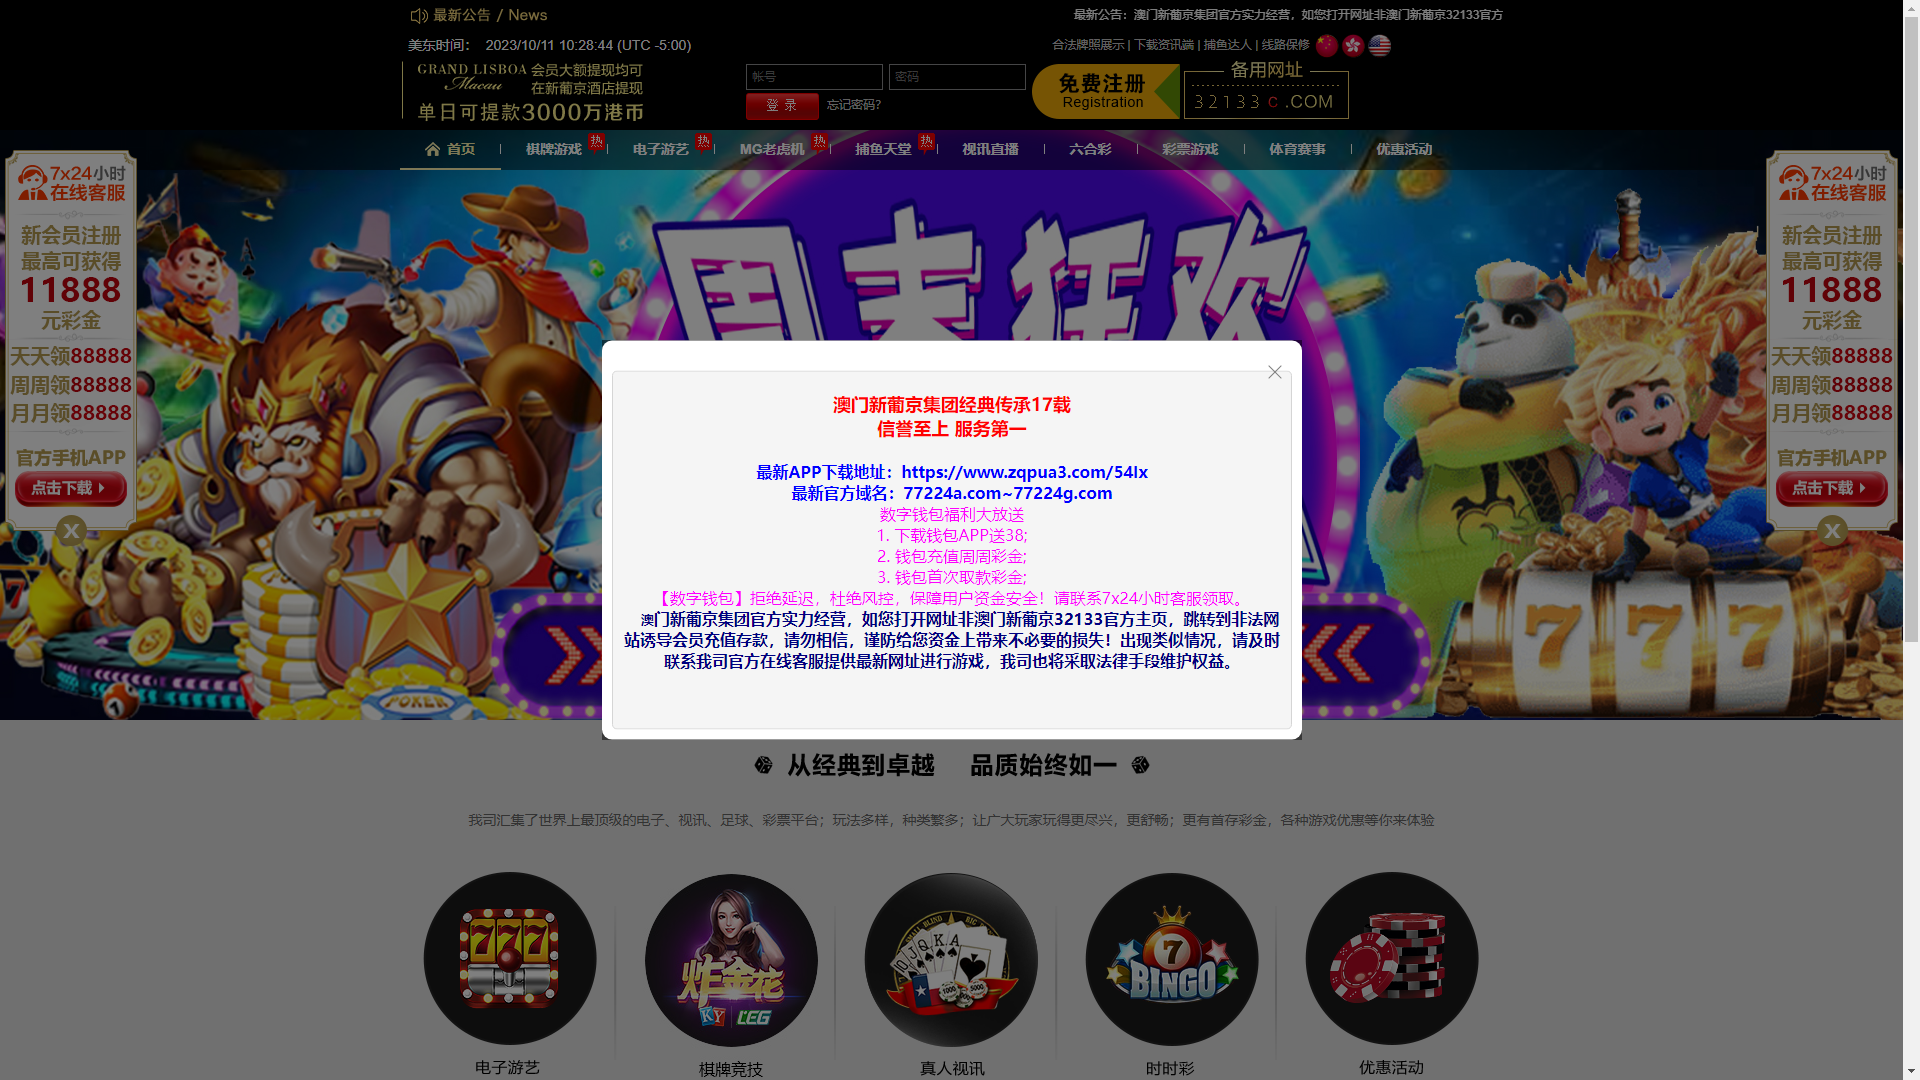 最新公告 / News
最新公告：澳门新葡京集团官方实力经营，如您打开网址非澳门新葡京32133官方
美东时间： 2023/10/11 10:28:44 (UTC -5:00)
合法牌照展示 | 下载资讯端 | 捕鱼达人 | 线路保修
GRAND LISBOA 会员大额提现均可
Macau 在新葡京酒店提现
单日可提款3000万港币
帐号
密码
登 录
忘记密码?
免费注册
Registration
备用网址
32133c.COM
首页
棋牌游戏 热
电子游艺 热
MG老虎机 热
捕鱼天堂 热
视讯直播
六合彩
彩票游戏
体育赛事
优惠活动
7x24小时
在线客服
新会员注册
最高可获得
11888
元彩金
天天领88888
周周领88888
月月领88888
官方手机APP
点击下载
X
周末狂欢
POKER
777
7x24小时
在线客服
新会员注册
最高可获得
11888
元彩金
天天领88888
周周领88888
月月领88888
官方手机APP
点击下载
X
澳门新葡京集团经典传承17载
信誉至上 服务第一
最新APP下载地址：https://www.zqpua3.com/54Ix
最新官方域名：77224a.com~77224g.com
数字钱包福利大放送
1. 下载钱包APP送38;
2. 钱包充值周周彩金;
3. 钱包首次取款彩金;
【数字钱包】拒绝延迟，杜绝风控，保障用户资金安全！请联系7x24小时客服领取。
澳门新葡京集团官方实力经营，如您打开网址非澳门新葡京32133官方主页，跳转到非法网
站诱导会员充值存款，请勿相信，谨防给您资金上带来不必要的损失！出现类似情况，请及时
联系我司官方在线客服提供最新网址进行游戏，我司也将采取法律手段维护权益。
从经典到卓越 品质始终如一
我司汇集了世界上最顶级的电子、视讯、足球、彩票平台；玩法多样，种类繁多；让广大玩家玩得更尽兴，更舒畅；更有首存彩金，各种游戏优惠等你来体验
777
炸金花
KY LEG
10 J Q K A
7
BINGO
电子游艺
棋牌竞技
真人视讯
时时彩
优惠活动